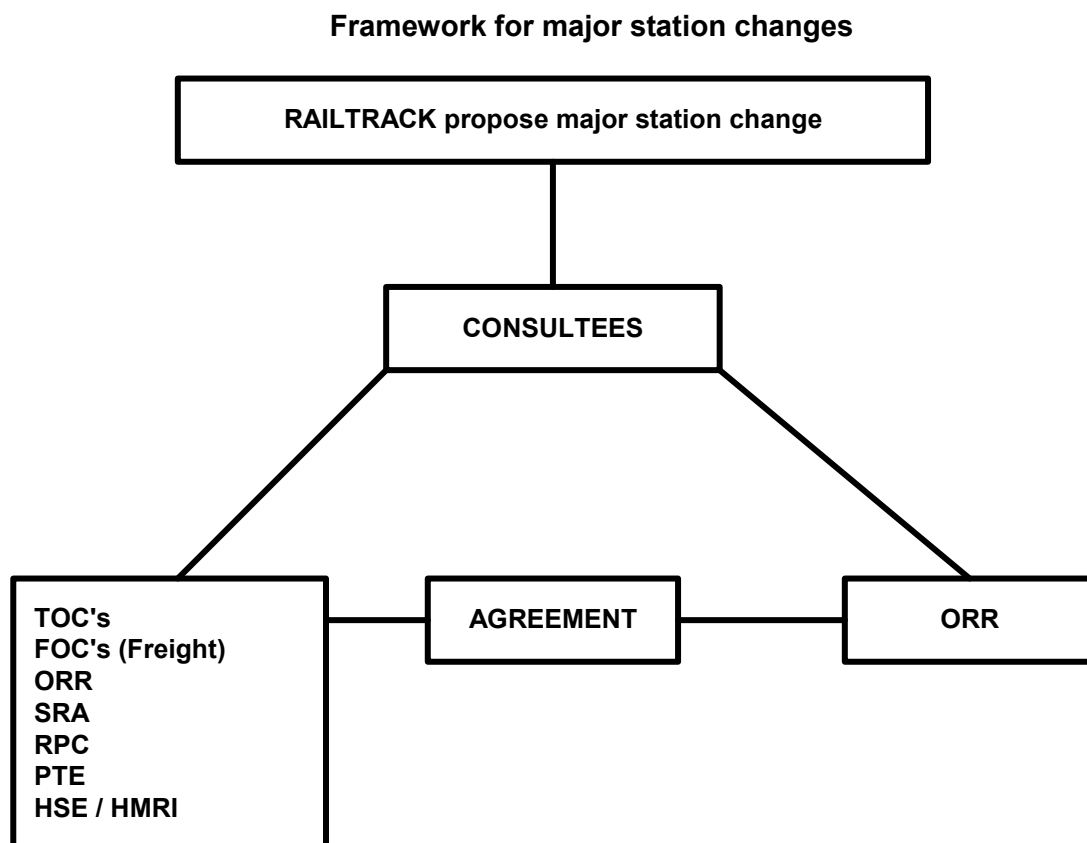 Framework for major station changes
RAILTRACK propose major station change
CONSULTEES
TOC's
FOC's (Freight)
ORR
SRA
RPC
PTE
HSE / HMRI
AGREEMENT
ORR